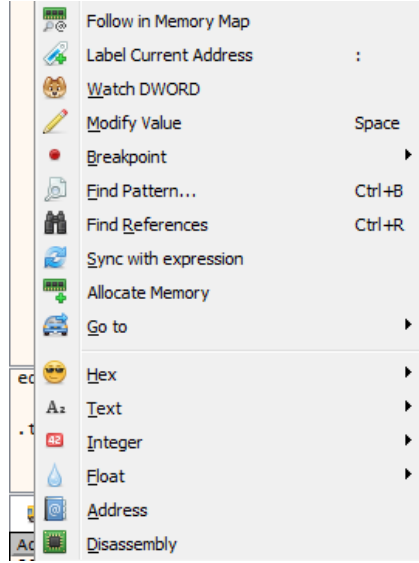 Follow in Memory Map
Label Current Address :
Watch DWORD
Modify Value Space
Breakpoint
Find Pattern... Ctrl+B
Find References Ctrl+R
Sync with expression
Allocate Memory
Go to
Hex
Text
Integer
Float
Address
Disassembly